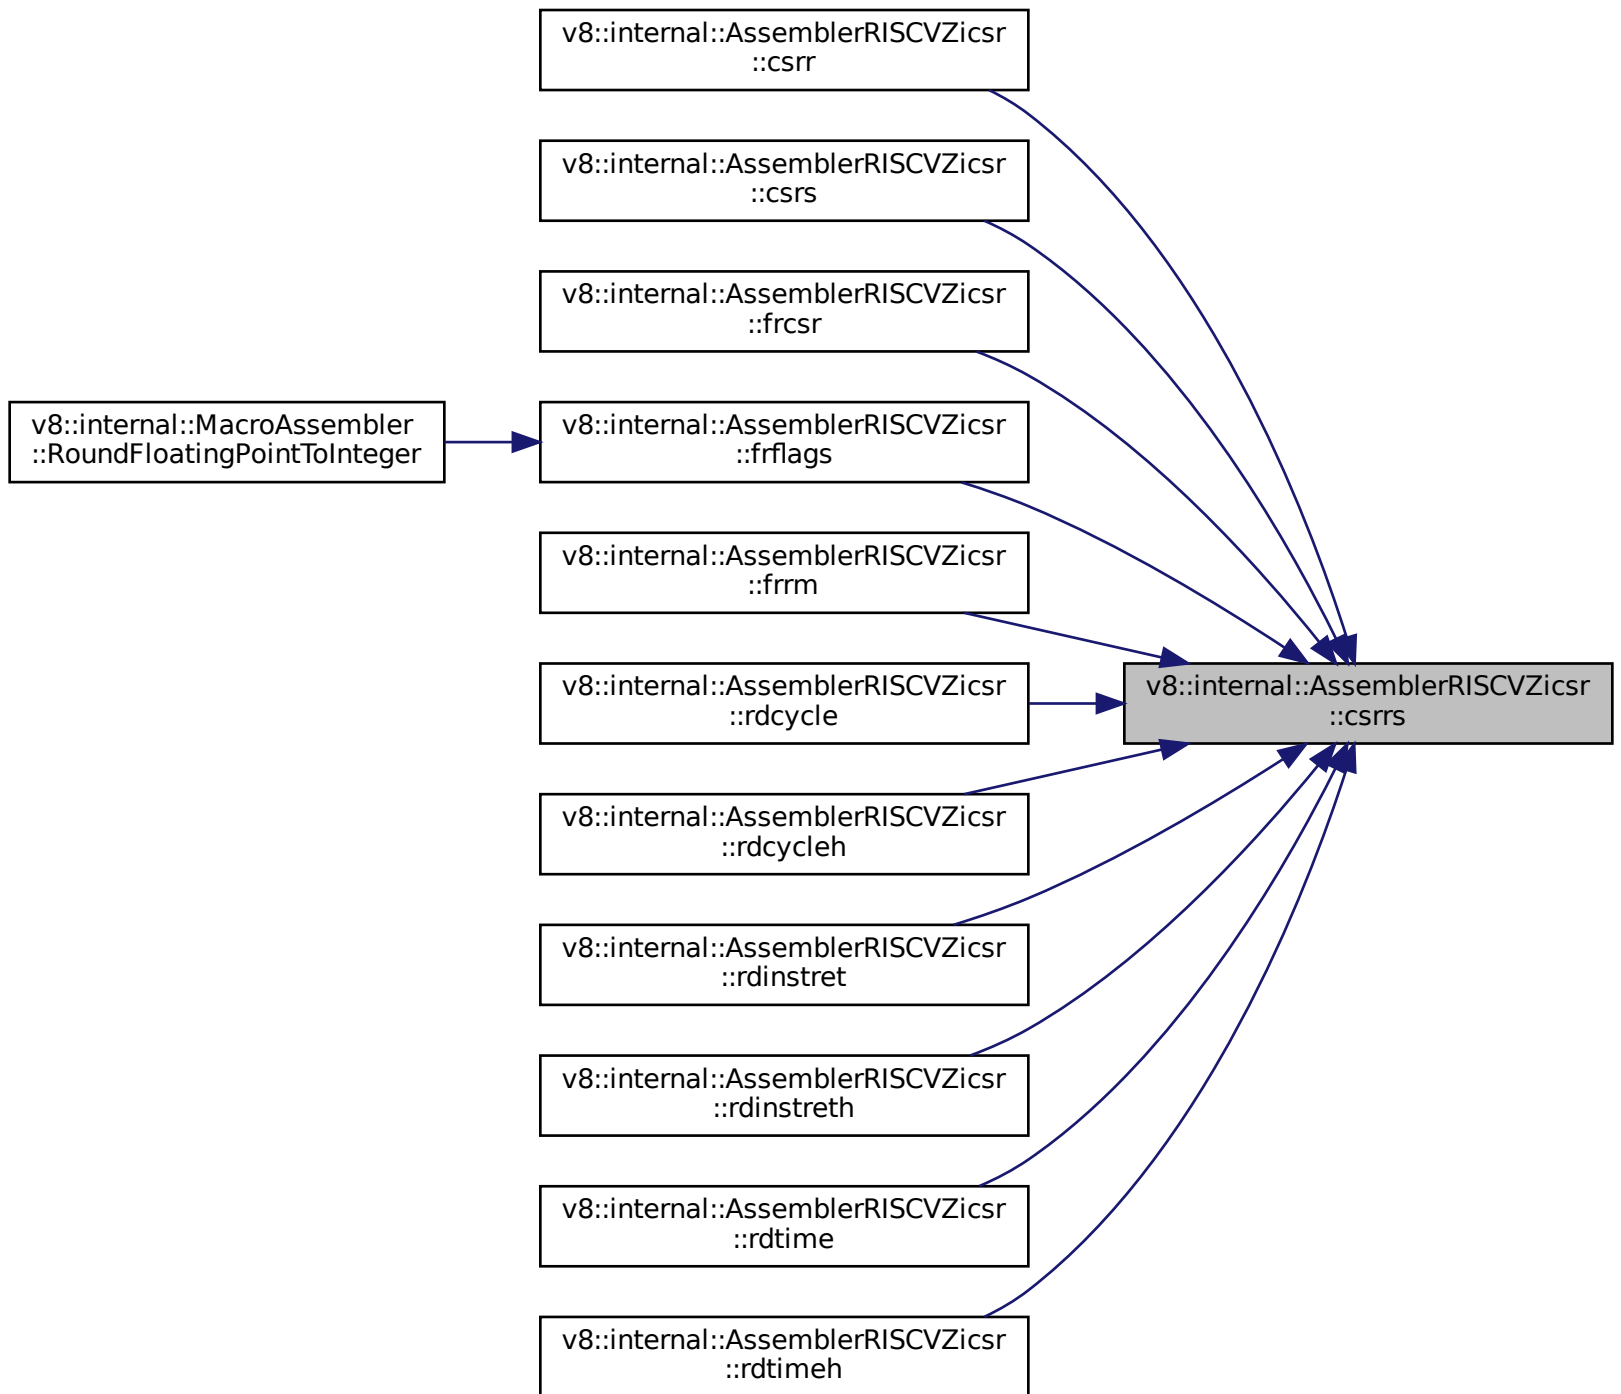 v8::internal::AssemblerRISCVZicsr
::csrr
v8::internal::AssemblerRISCVZicsr
::csrs
v8::internal::AssemblerRISCVZicsr
::frcsr
v8::internal::MacroAssembler
::RoundFloatingPointToInteger
v8::internal::AssemblerRISCVZicsr
::frflags
v8::internal::AssemblerRISCVZicsr
::frrm
v8::internal::AssemblerRISCVZicsr
::rdcycle
v8::internal::AssemblerRISCVZicsr
::csrrs
v8::internal::AssemblerRISCVZicsr
::rdcycleh
v8::internal::AssemblerRISCVZicsr
::rdinstret
v8::internal::AssemblerRISCVZicsr
::rdinstreth
v8::internal::AssemblerRISCVZicsr
::rdtime
v8::internal::AssemblerRISCVZicsr
::rdtimeh